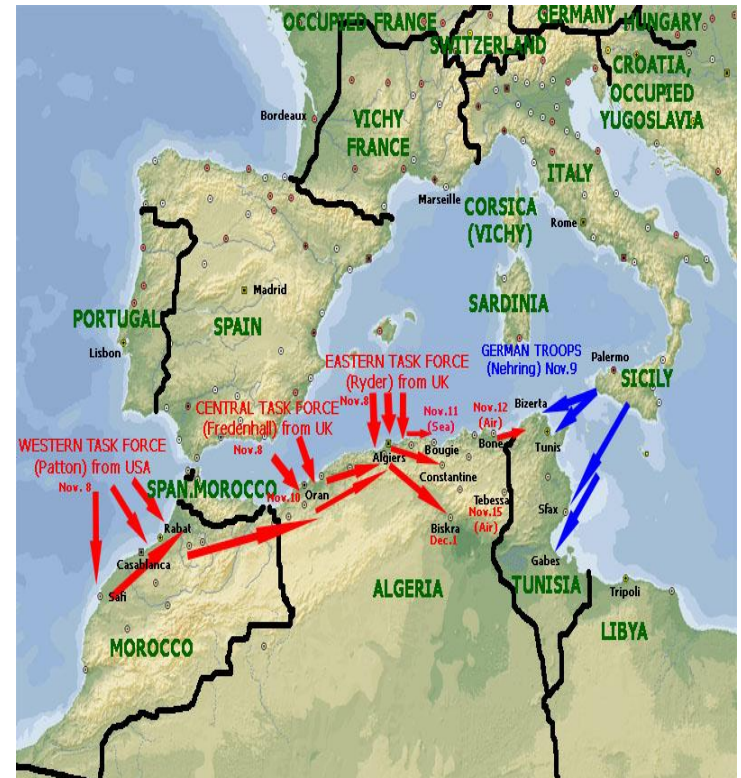 OCCUPIED FRANCE
GERMANY
HUNGARY
SWITZERLAND
CROATIA,
OCCUPIED
YUGOSLAVIA
Bordeaux
VICHY
FRANCE
ITALY
Marseille
CORSICA
(VICHY)
Rome
Madrid
SARDINIA
PORTUGAL
SPAIN
Lisbon
GERMAN TROOPS
(Nehring) Nov.9
Palermo
SICILY
EASTERN TASK FORCE
(Ryder) from UK
Nov.8
Nov.11
(Sea)
Nov.12
(Air)
Bizerta
CENTRAL TASK FORCE
(Fredenhall) from UK
Nov.8
WESTERN TASK FORCE
(Patton) from USA
Nov. 8
Algiers
Bougie
Bone
Tunis
Constantine
SPAN.MOROCCO
Nov.10
Oran
Tebessa
Nov.15
(Air)
Sfax
Rabat
Biskra
Dec.1
Casablanca
Gabes
Safi
ALGERIA
TUNISIA
Tripoli
MOROCCO
LIBYA